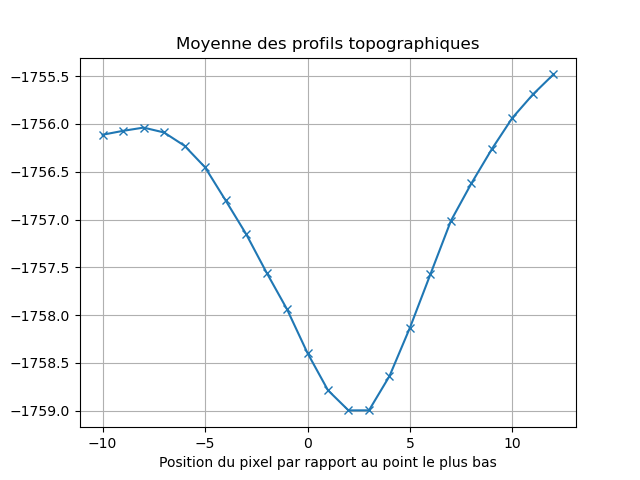 Moyenne des profils topographiques
−1755.5
−1756.0
−1756.5
−1757.0
−1757.5
−1758.0
−1758.5
−1759.0
−10 −5 0 5 10
Position du pixel par rapport au point le plus bas